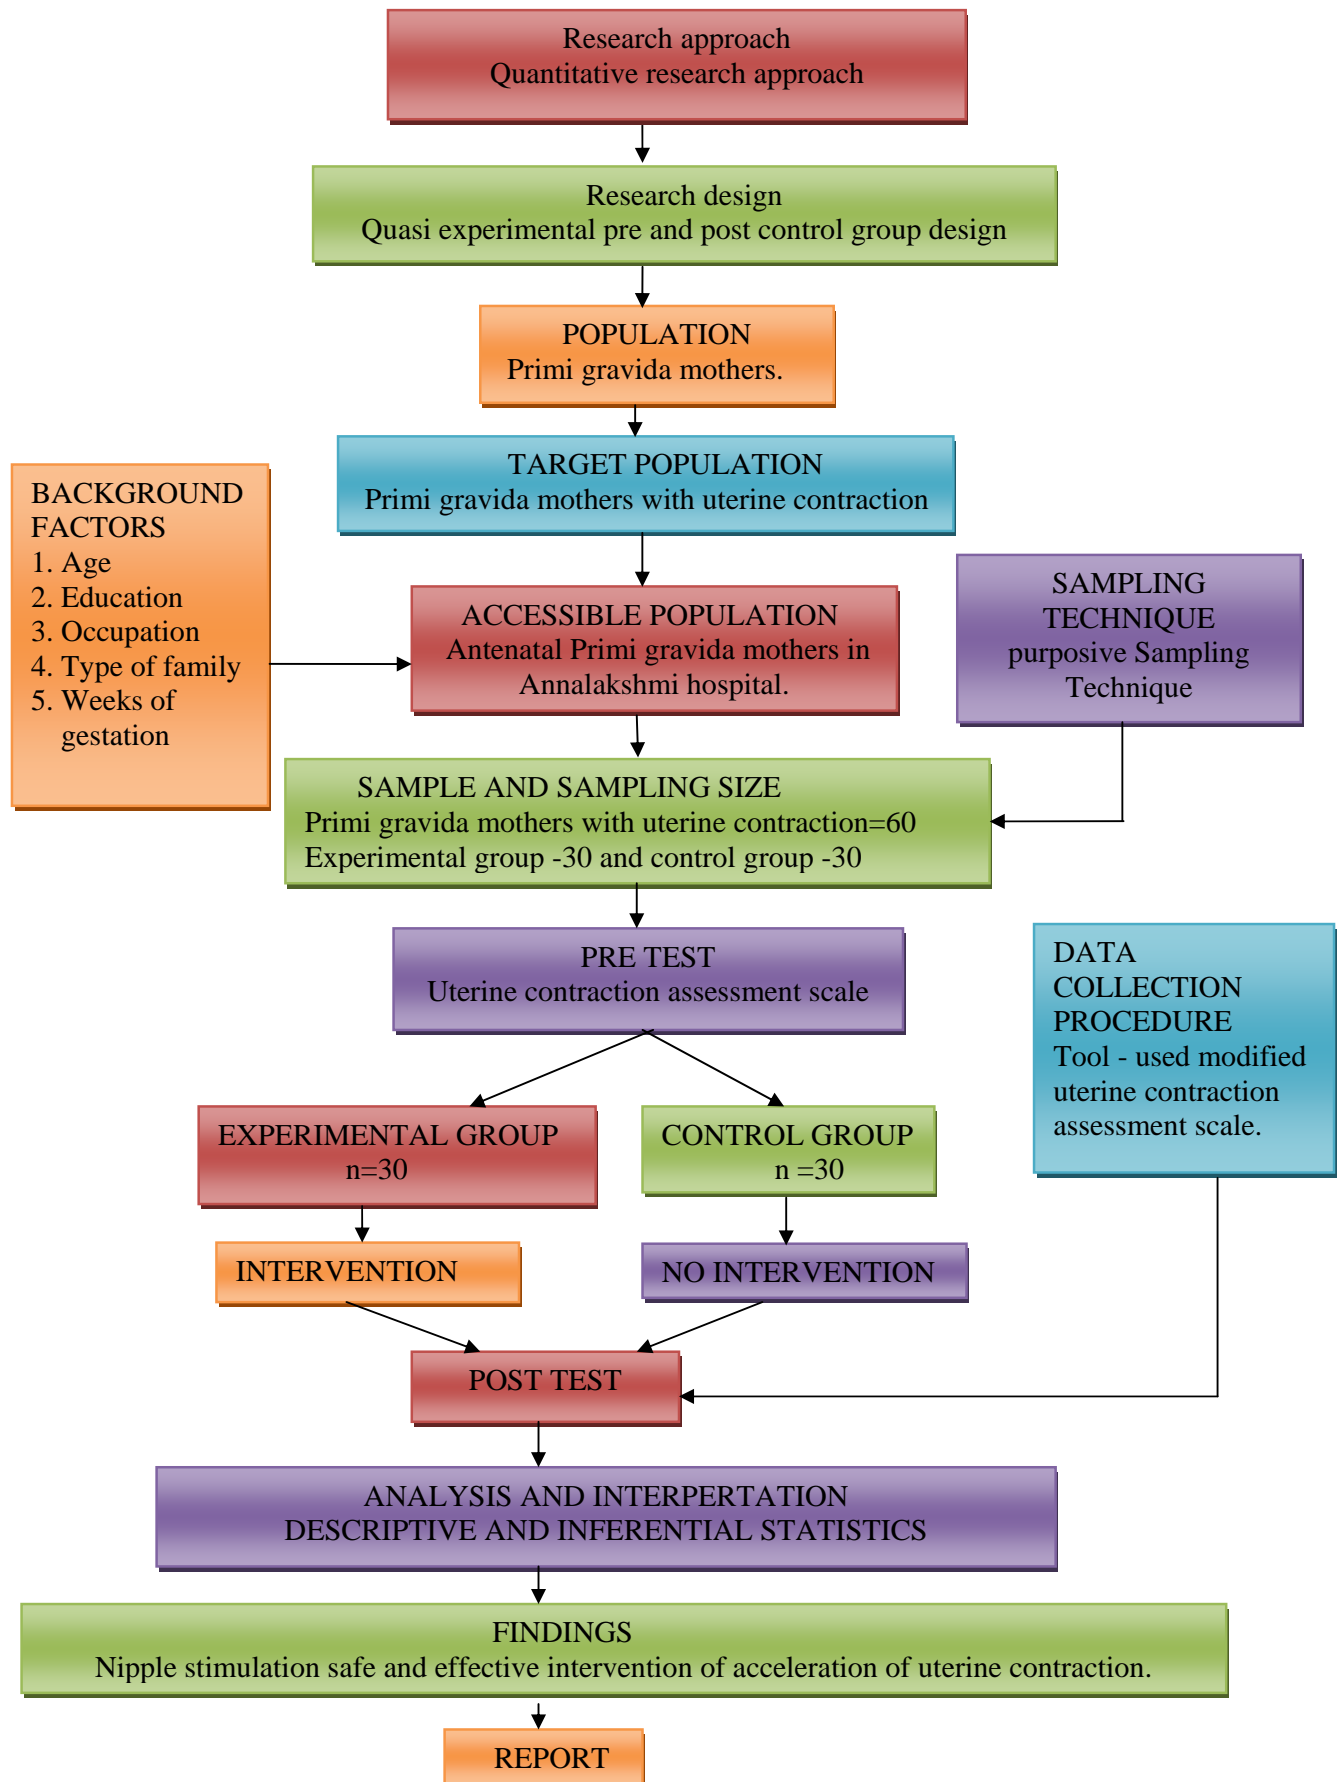 Research approach
Quantitative research approach
Research design
Quasi experimental pre and post control group design
POPULATION
Primi gravida mothers.
TARGET POPULATION
Primi gravida mothers with uterine contraction
BACKGROUND
FACTORS
1. Age
2. Education
3. Occupation
4. Type of family
5. Weeks of
gestation
ACCESSIBLE POPULATION
Antenatal Primi gravida mothers in
Annalakshmi hospital.
SAMPLING
TECHNIQUE
purposive Sampling
Technique
SAMPLE AND SAMPLING SIZE
Primi gravida mothers with uterine contraction=60
Experimental group -30 and control group -30
PRE TEST
Uterine contraction assessment scale
DATA
COLLECTION
PROCEDURE
Tool - used modified
uterine contraction
assessment scale.
EXPERIMENTAL GROUP
n=30
CONTROL GROUP
n =30
INTERVENTION
NO INTERVENTION
POST TEST
ANALYSIS AND INTERPERTATION
DESCRIPTIVE AND INFERENTIAL STATISTICS
FINDINGS
Nipple stimulation safe and effective intervention of acceleration of uterine contraction.
REPORT